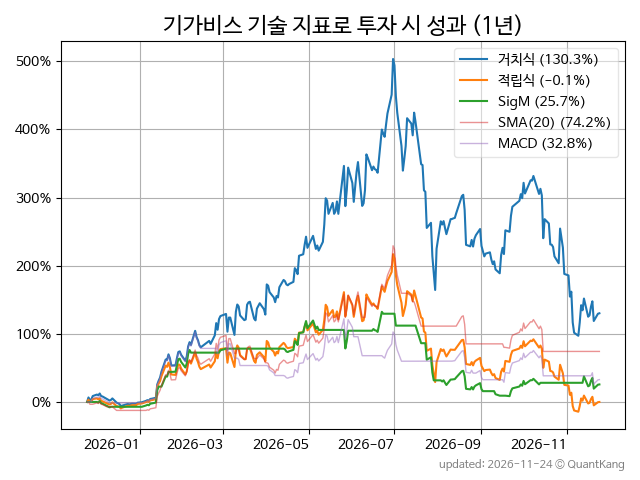 기가비스 기술 지표로 투자 시 성과 (1년)
500%
400%
300%
200%
100%
0%
거치식 (130.3%)
적립식 (-0.1%)
SigM (25.7%)
SMA(20) (74.2%)
MACD (32.8%)
2026-01
2026-03
2026-05
2026-07
2026-09
2026-11
updated: 2026-11-24 © QuantKang